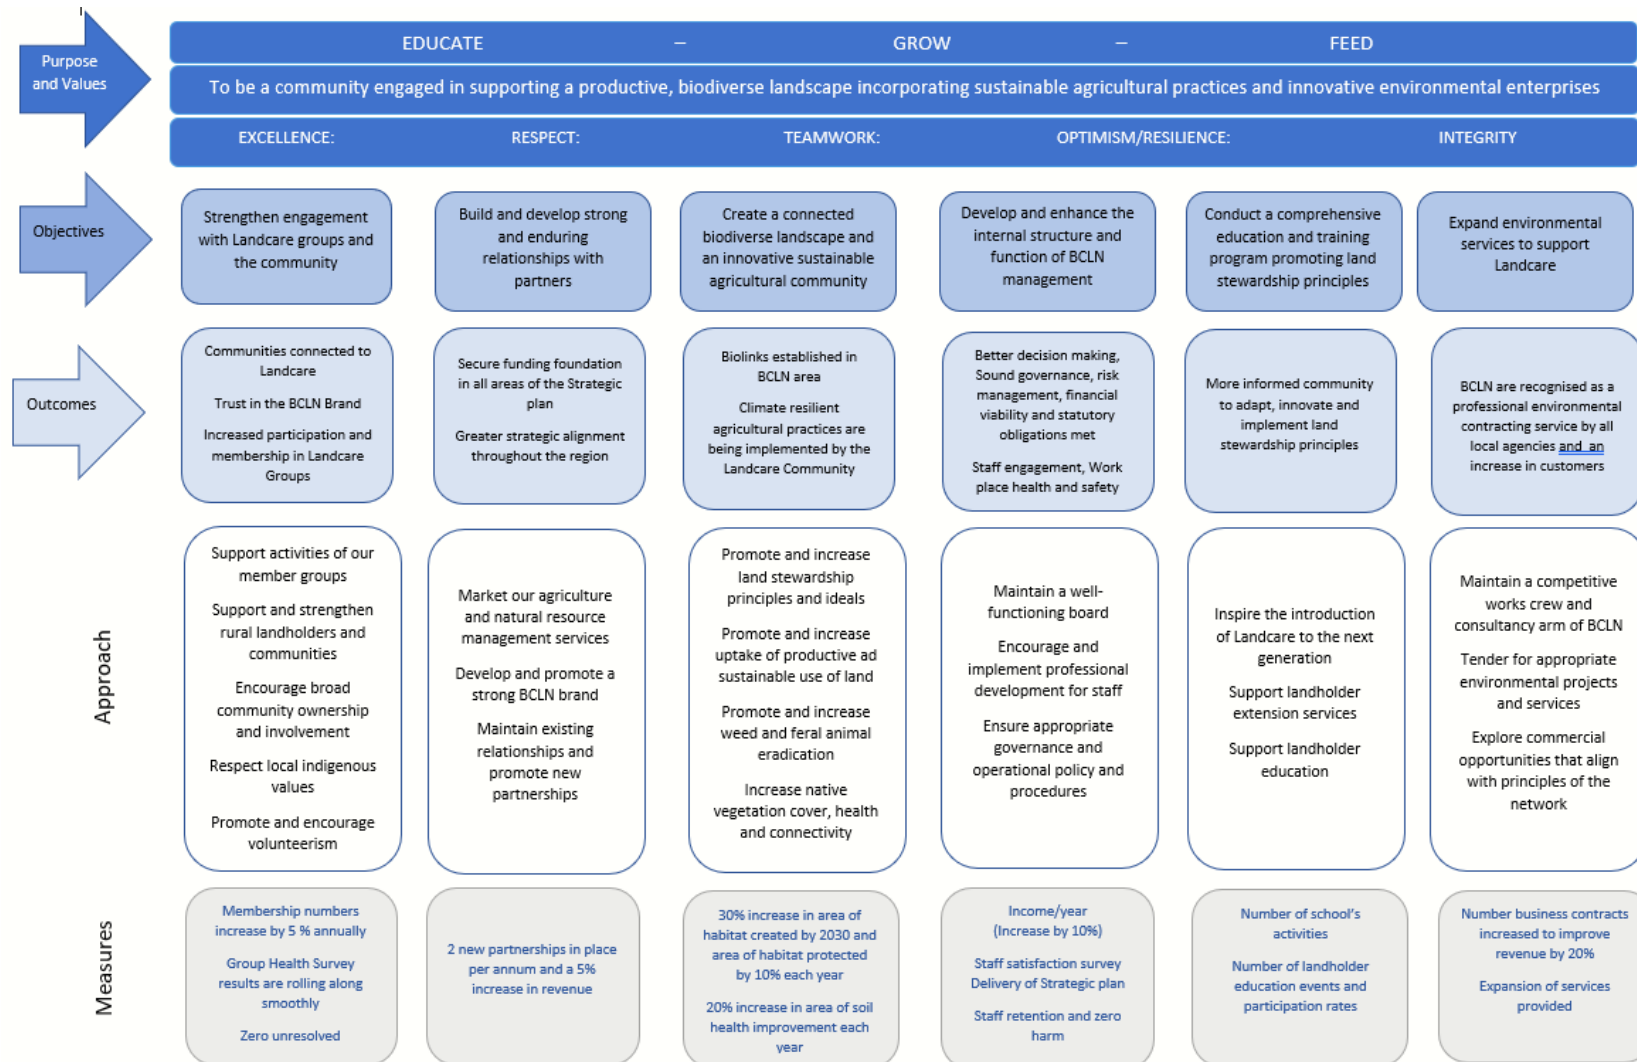 Purpose
and Values
EDUCATE – GROW – FEED
To be a community engaged in supporting a productive, biodiverse landscape incorporating sustainable agricultural practices and innovative environmental enterprises
EXCELLENCE: RESPECT: TEAMWORK: OPTIMISM/RESILIENCE: INTEGRITY
Objectives
Strengthen engagement
with Landcare groups and
the community
Build and develop strong
and enduring
relationships with
partners
Create a connected
biodiverse landscape and
an innovative sustainable
agricultural community
Develop and enhance the
internal structure and
function of BCLN
management
Conduct a comprehensive
education and training
program promoting land
stewardship principles
Expand environmental
services to support
Landcare
Outcomes
Communities connected to
Landcare
Trust in the BCLN Brand
Increased participation and
membership in Landcare
Groups
Secure funding foundation
in all areas of the Strategic
plan
Greater strategic alignment
throughout the region
Biolinks established in
BCLN area
Climate resilient
agricultural practices are
being implemented by the
Landcare Community
Better decision making,
Sound governance, risk
management, financial
viability and statutory
obligations met
Staff engagement, Work
place health and safety
More informed community
to adapt, innovate and
implement land
stewardship principles
BCLN are recognised as a
professional environmental
contracting service by all
local agencies and an
increase in customers
Approach
Support activities of our
member groups
Support and strengthen
rural landholders and
communities
Encourage broad
community ownership
and involvement
Respect local indigenous
values
Promote and encourage
volunteerism
Market our agriculture
and natural resource
management services
Develop and promote a
strong BCLN brand
Maintain existing
relationships and
promote new
partnerships
Promote and increase
land stewardship
principles and ideals
Promote and increase
uptake of productive ad
sustainable use of land
Promote and increase
weed and feral animal
eradication
Increase native
vegetation cover, health
and connectivity
Maintain a well-
functioning board
Encourage and
implement professional
development for staff
Ensure appropriate
governance and
operational policy and
procedures
Inspire the introduction
of Landcare to the next
generation
Support landholder
extension services
Support landholder
education
Maintain a competitive
works crew and
consultancy arm of BCLN
Tender for appropriate
environmental projects
and services
Explore commercial
opportunities that align
with principles of the
network
Measures
Membership numbers
increase by 5 % annually
Group Health Survey
results are rolling along
smoothly
Zero unresolved
2 new partnerships in place
per annum and a 5%
increase in revenue
30% increase in area of
habitat created by 2030 and
area of habitat protected
by 10% each year
20% increase in area of soil
health improvement each
year
Income/year
(Increase by 10%)
Staff satisfaction survey
Delivery of Strategic plan
Staff retention and zero
harm
Number of school's
activities
Number of landholder
education events and
participation rates
Number business contracts
increased to improve
revenue by 20%
Expansion of services
provided